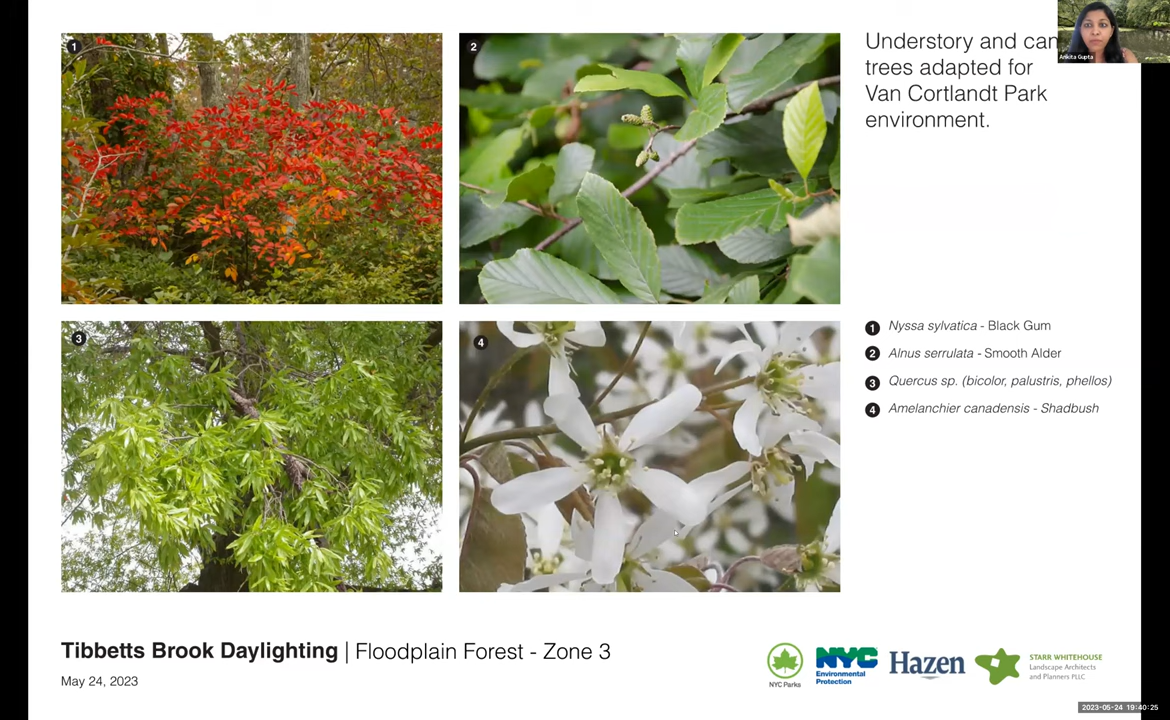 1
2
Understory and can
trees adapted for
Van Cortlandt Park
environment.
Ankita Gupta
3
4
1 Nyssa sylvatica - Black Gum
2 Alnus serrulata - Smooth Alder
3 Quercus sp. (bicolor, palustris, phellos)
4 Amelanchier canadensis - Shadbush
Tibbetts Brook Daylighting | Floodplain Forest - Zone 3
May 24, 2023
NYC Parks
NYC
Environmental
Protection
Hazen
STARR WHITEHOUSE
Landscape Architects
and Planners PLLC
2023-05-24 19:40:25